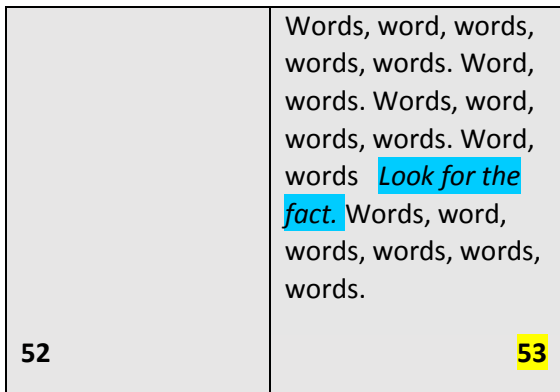 Words, word, words,
words, words. Word,
words. Words, word,
words, words. Word,
words Look for the
fact. Words, word,
words, words, words,
words.
52 53